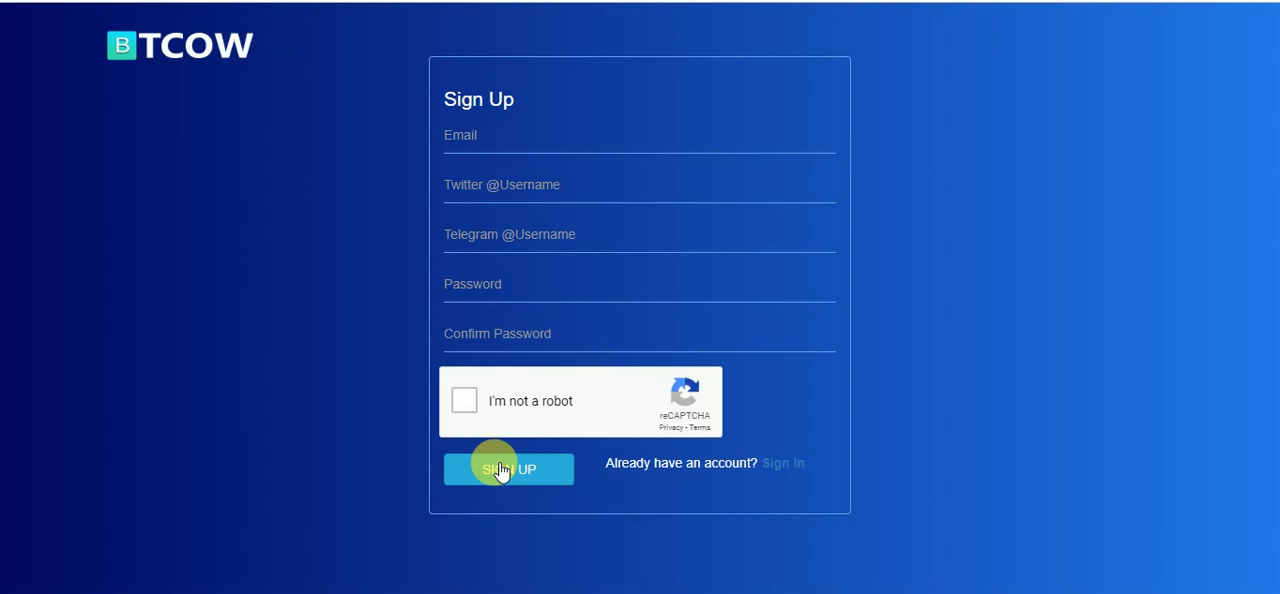 BTCOW
Sign Up
Email
Twitter @Username
Telegram @Username
Password
Confirm Password
I'm not a robot
reCAPTCHA
Privacy - Terms
SIGN UP
Already have an account? Sign In